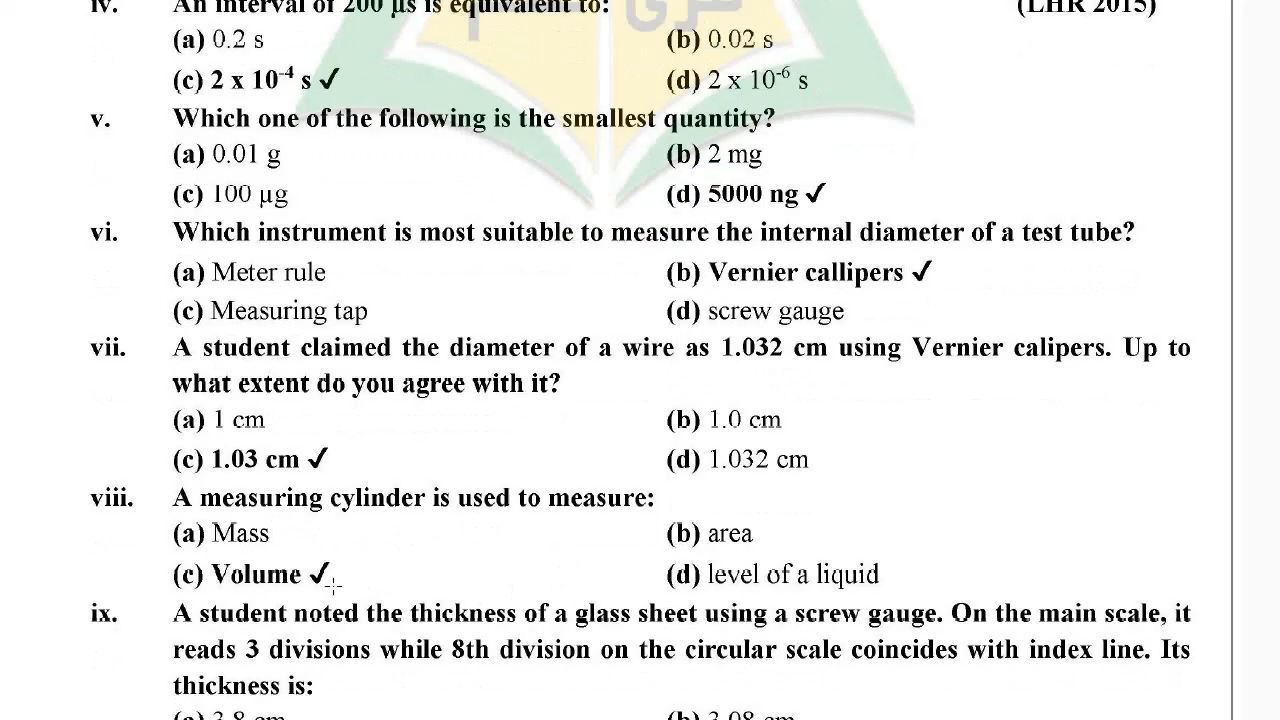 iv. An interval of 200 µs is equivalent to: (LHR 2015)
(a) 0.2 s (b) 0.02 s
(c) 2 x 10⁻⁴ s ✓ (d) 2 x 10⁻⁶ s
v. Which one of the following is the smallest quantity?
(a) 0.01 g (b) 2 mg
(c) 100 µg (d) 5000 ng ✓
vi. Which instrument is most suitable to measure the internal diameter of a test tube?
(a) Meter rule (b) Vernier callipers ✓
(c) Measuring tap (d) screw gauge
vii. A student claimed the diameter of a wire as 1.032 cm using Vernier calipers. Up to
what extent do you agree with it?
(a) 1 cm (b) 1.0 cm
(c) 1.03 cm ✓ (d) 1.032 cm
viii. A measuring cylinder is used to measure:
(a) Mass (b) area
(c) Volume ✓ (d) level of a liquid
ix. A student noted the thickness of a glass sheet using a screw gauge. On the main scale, it
reads 3 divisions while 8th division on the circular scale coincides with index line. Its
thickness is:
(a) 3.8 cm (b) 3.08 cm